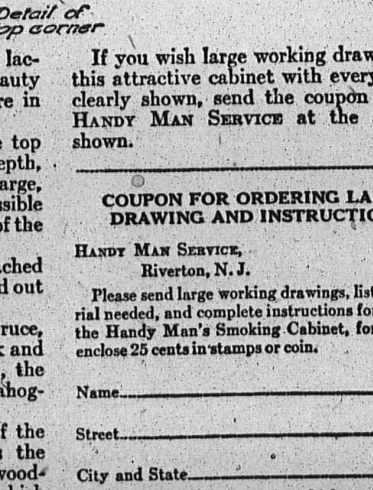 Detail of
top corner
lac-
auty
re in
top
epth,
arge,
ssible
of the
ched
d out
ruce,
and
, the
ahog-
f the
s the
wood-
If you wish large working draw
this attractive cabinet with every
clearly shown, send the coupon
HANDY MAN SERVICE at the
shown.
COUPON FOR ORDERING LA
DRAWING AND INSTRUCTIO
HANDY MAN SERVICE,
Riverton, N. J.
Please send large working drawings, list
rial needed, and complete instructions fo
the Handy Man's Smoking Cabinet, fo
enclose 25 cents in stamps or coin.
Name
Street
City and State